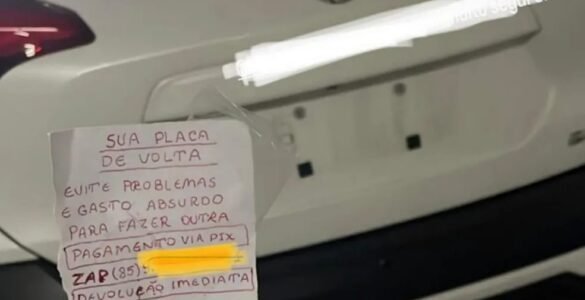 SUA PLACA
DE VOLTA
EVITE PROBLEMAS
E GASTO ABSURDO
PARA FAZER OUTRA
PAGAMENTO VIA PIX
ZAP (85):
DEVOLUÇÃO IMEDIATA